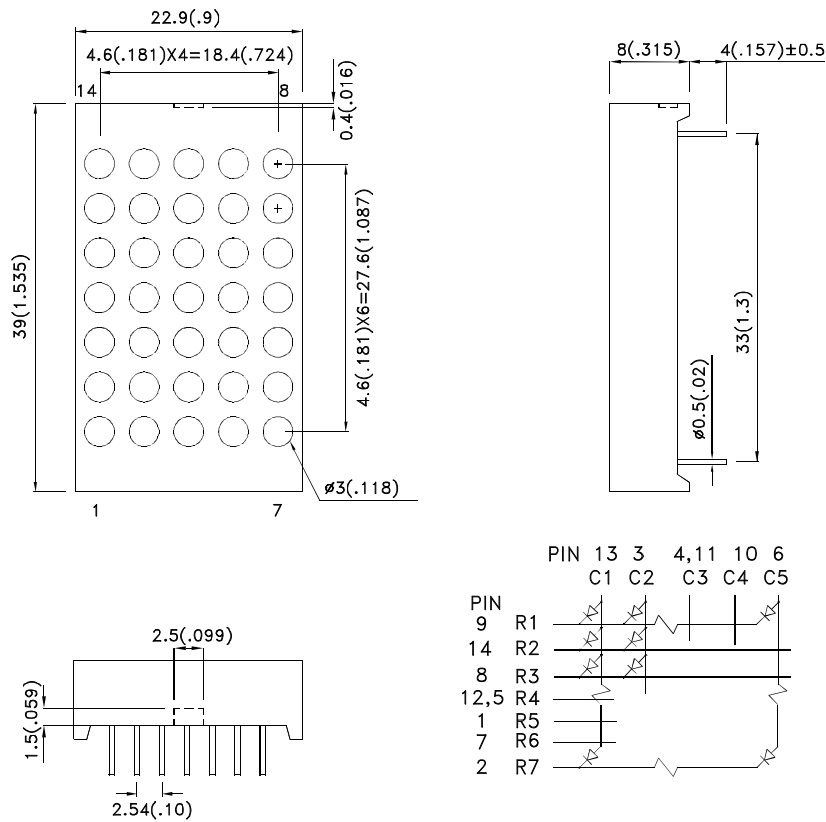 22.9(.9)
4.6(.181)X4=18.4(.724)
14
8
0.4(.016)
39(1.535)
4.6(.181)X6=27.6(1.087)
ø3(.118)
1
7
8(.315)
4(.157)±0.5
33(1.3)
ø0.5(.02)
2.5(.099)
1.5(.059)
2.54(.10)
PIN 13 3 4,11 10 6
C1 C2 C3 C4 C5
PIN
9 R1
14 R2
8 R3
12,5 R4
1 R5
7 R6
2 R7